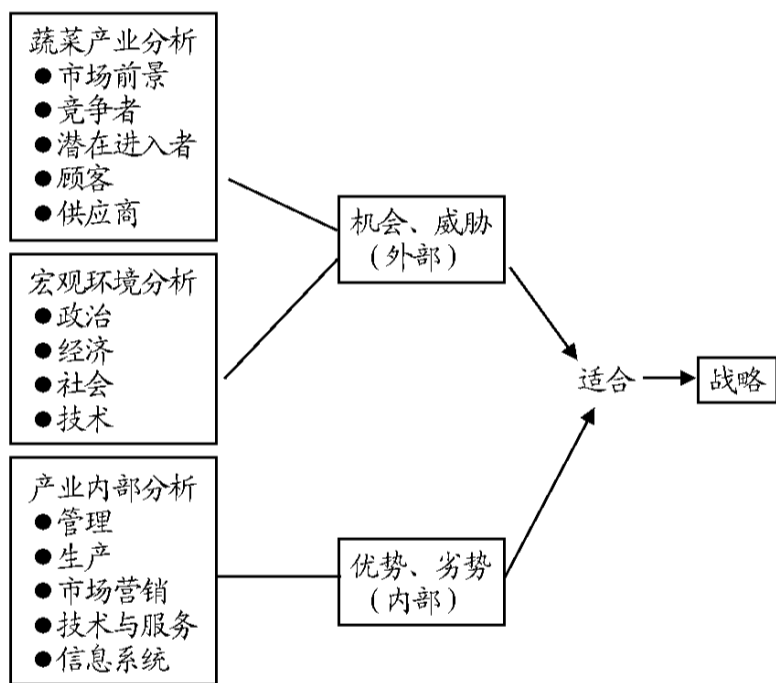 蔬菜产业分析
●市场前景
●竞争者
●潜在进入者
●顾客
●供应商
宏观环境分析
●政治
●经济
●社会
●技术
产业内部分析
●管理
●生产
●市场营销
●技术与服务
●信息系统
机会、威胁
(外部)
优势、劣势
(内部)
适合
战略